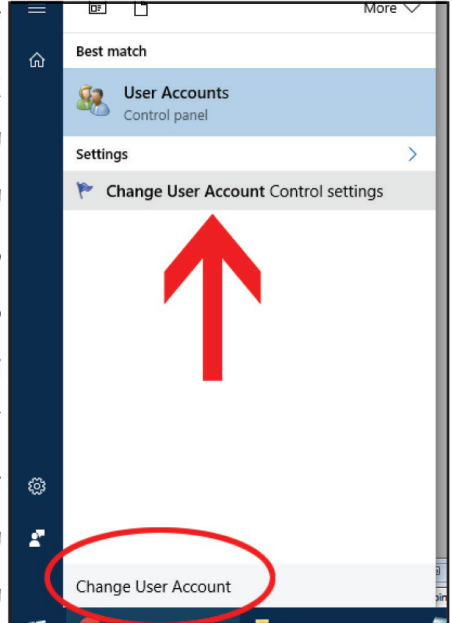 More
Best match
User Accounts
Control panel
Settings
Change User Account Control settings
Change User Account